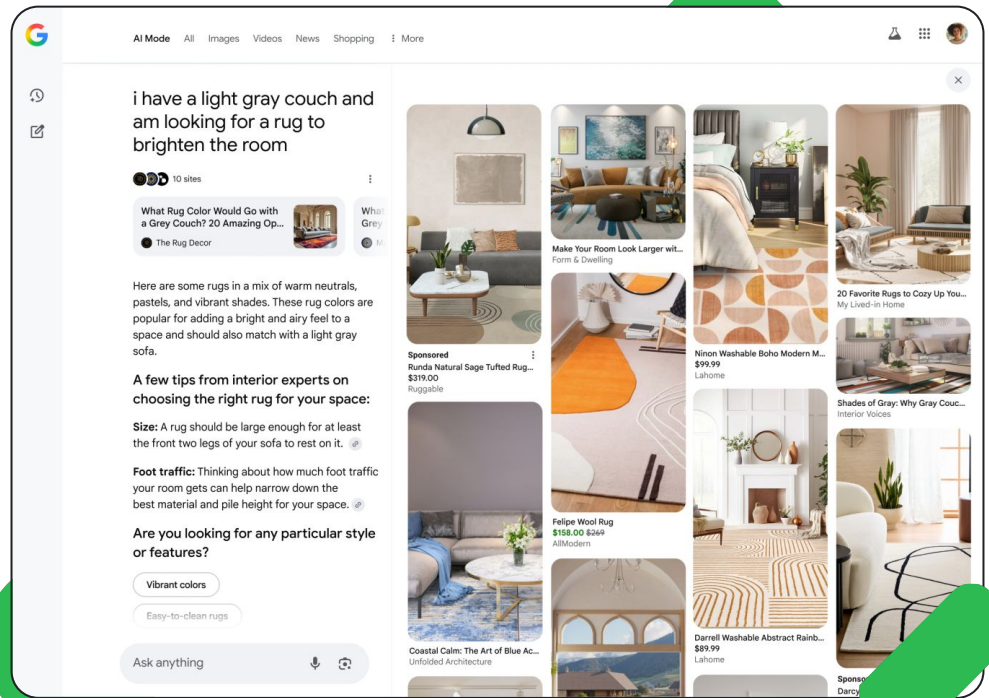 AI Mode All Images Videos News Shopping More
i have a light gray couch and
am looking for a rug to
brighten the room
10 sites
What Rug Color Would Go with
a Grey Couch? 20 Amazing Op...
The Rug Decor
What
Grey
Here are some rugs in a mix of warm neutrals,
pastels, and vibrant shades. These rug colors are
popular for adding a bright and airy feel to a
space and should also match with a light gray
sofa.
A few tips from interior experts on
choosing the right rug for your space:
Size: A rug should be large enough for at least
the front two legs of your sofa to rest on it.
Foot traffic: Thinking about how much foot traffic
your room gets can help narrow down the
best material and pile height for your space.
Are you looking for any particular style
or features?
Vibrant colors
Easy-to-clean rugs
Ask anything
Sponsored
Runda Natural Sage Tufted Rug...
$319.00
Ruggable
Coastal Calm: The Art of Blue Ac...
Unfolded Architecture
Make Your Room Look Larger wit...
Form & Dwelling
Felipe Wool Rug
$158.00 $269
AllModern
Ninon Washable Boho Modern M...
$99.99
Lahome
Darrell Washable Abstract Rainb...
$89.99
Lahome
20 Favorite Rugs to Cozy Up You...
My Lived-in Home
Shades of Gray: Why Gray Couc...
Interior Voices
Darcy